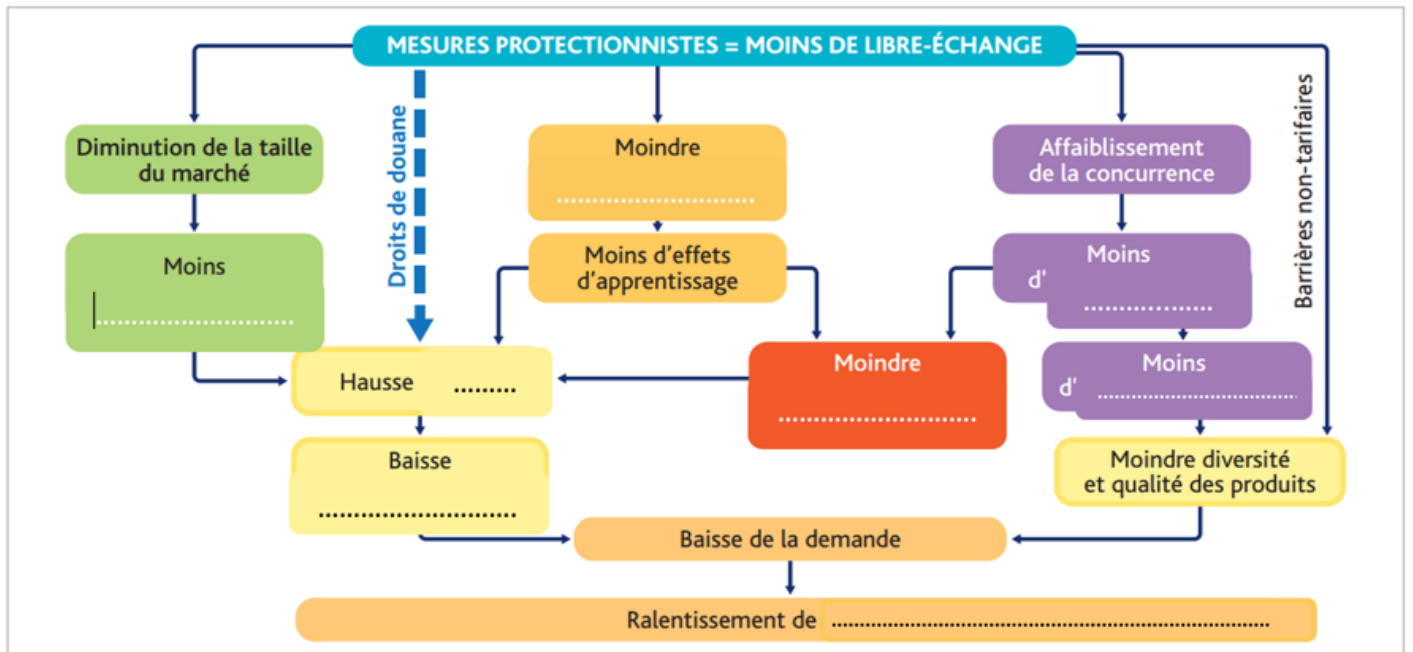 MESURES PROTECTIONNISTES = MOINS DE LIBRE-ÉCHANGE
Droits de douane
Barrières non-tarifaires
Diminution de la taille
du marché
Moindre
..............................
Affaiblissement
de la concurrence
Moins
..............................
Moins d'effets
d'apprentissage
Moins
d'
....................
Hausse .........
Moindre
..............................
Moins
d' ..............................
Baisse
..............................
Moindre diversité
et qualité des produits
Baisse de la demande
Ralentissement de ............................................................